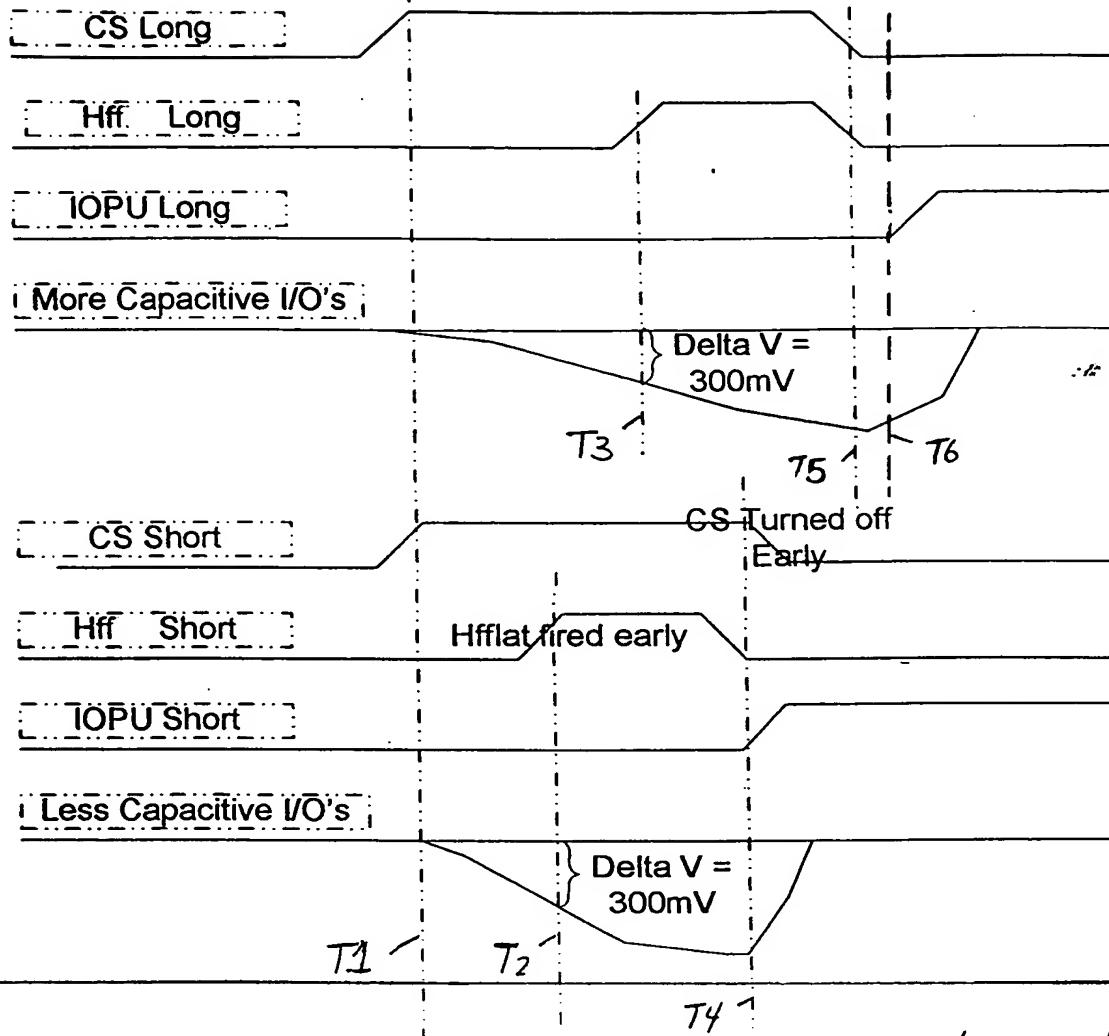 CS Long
Hff Long
IOPU Long
More Capacitive I/O's
Delta V =
300mV
T3
T5
T6
CS Short
CS Turned off
Early
Hff Short
Hfflat fired early
IOPU Short
Less Capacitive I/O's
Delta V =
300mV
T1
T2
T4